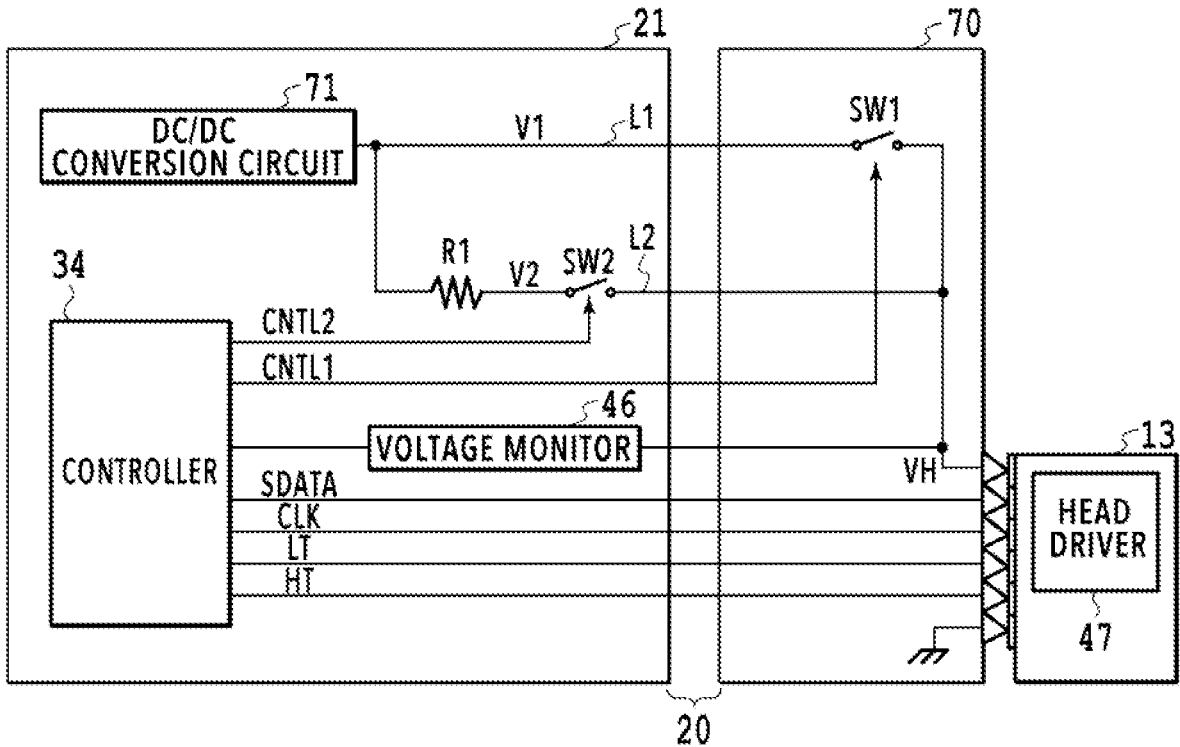 21
70
71
DC/DC
CONVERSION CIRCUIT
V1
L1
SW1
R1
V2
SW2
L2
34
CNTL2
CNTL1
46
VOLTAGE MONITOR
CONTROLLER
VH
13
SDATA
CLK
LT
HT
HEAD
DRIVER
47
20